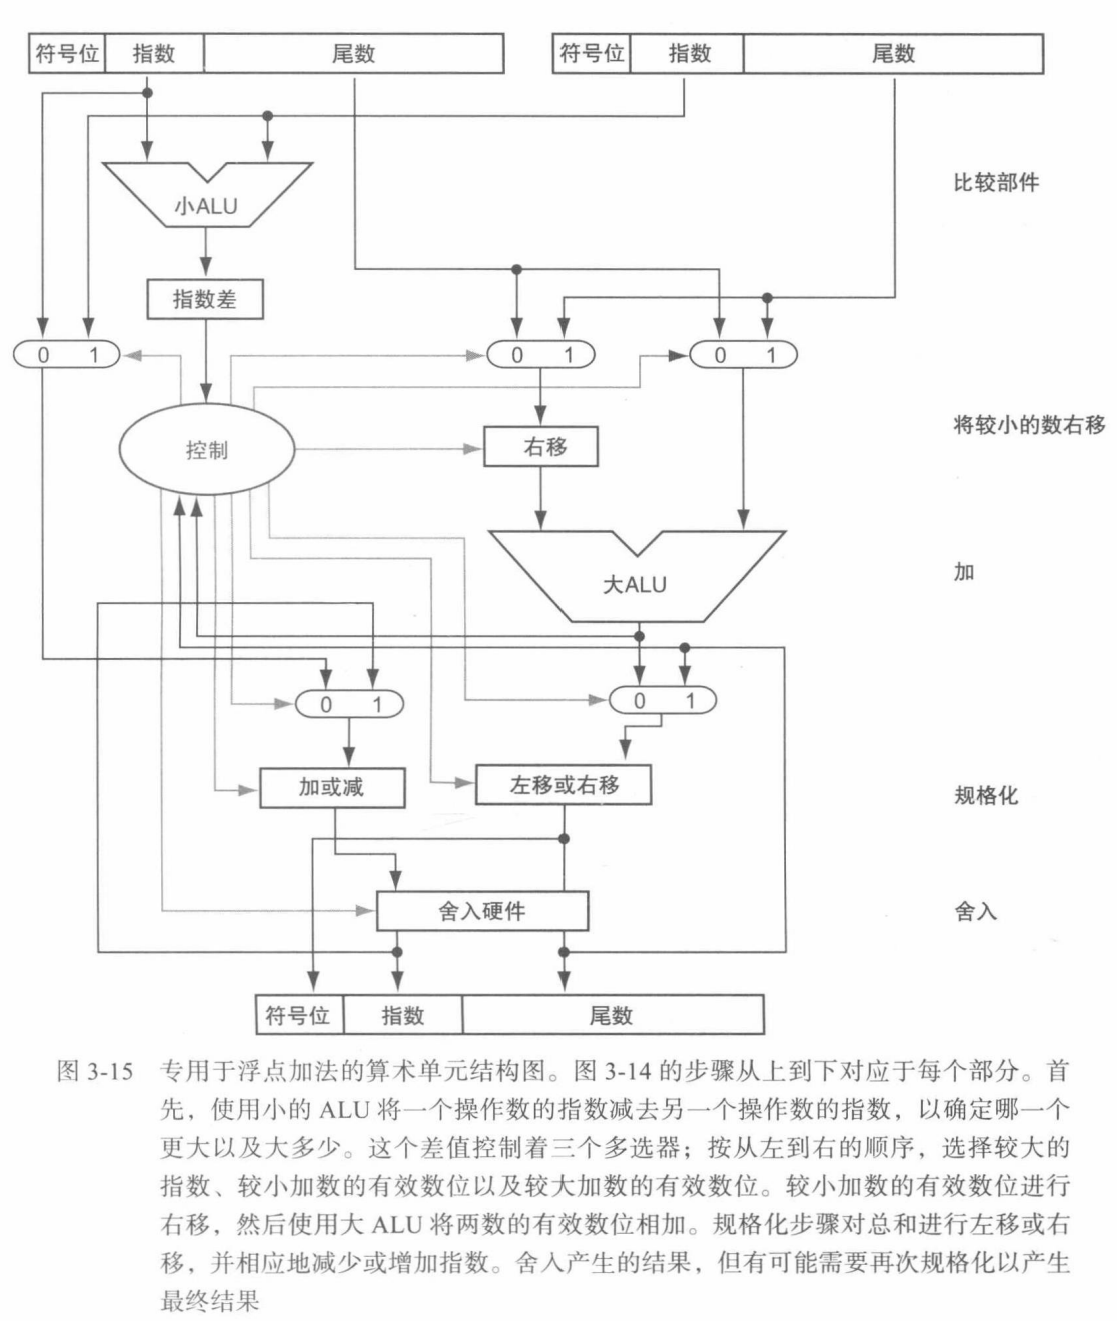 符号位 指数 尾数 符号位 指数 尾数
比较部件
小ALU
指数差
0 1 0 1 0 1
将较小的数右移
控制 右移
加
大ALU
0 1 0 1
加或减 左移或右移 规格化
舍入硬件 舍入
符号位 指数 尾数
图 3-15 专用于浮点加法的算术单元结构图。图 3-14 的步骤从上到下对应于每个部分。首
先，使用小的 ALU 将一个操作数的指数减去另一个操作数的指数，以确定哪一个
更大以及大多少。这个差值控制着三个多选器；按从左到右的顺序，选择较大的
指数、较小加数的有效数位以及较大加数的有效数位。较小加数的有效数位进行
右移，然后使用大 ALU 将两数的有效数位相加。规格化步骤对总和进行左移或右
移，并相应地减少或增加指数。舍入产生的结果，但有可能需要再次规格化以产生
最终结果